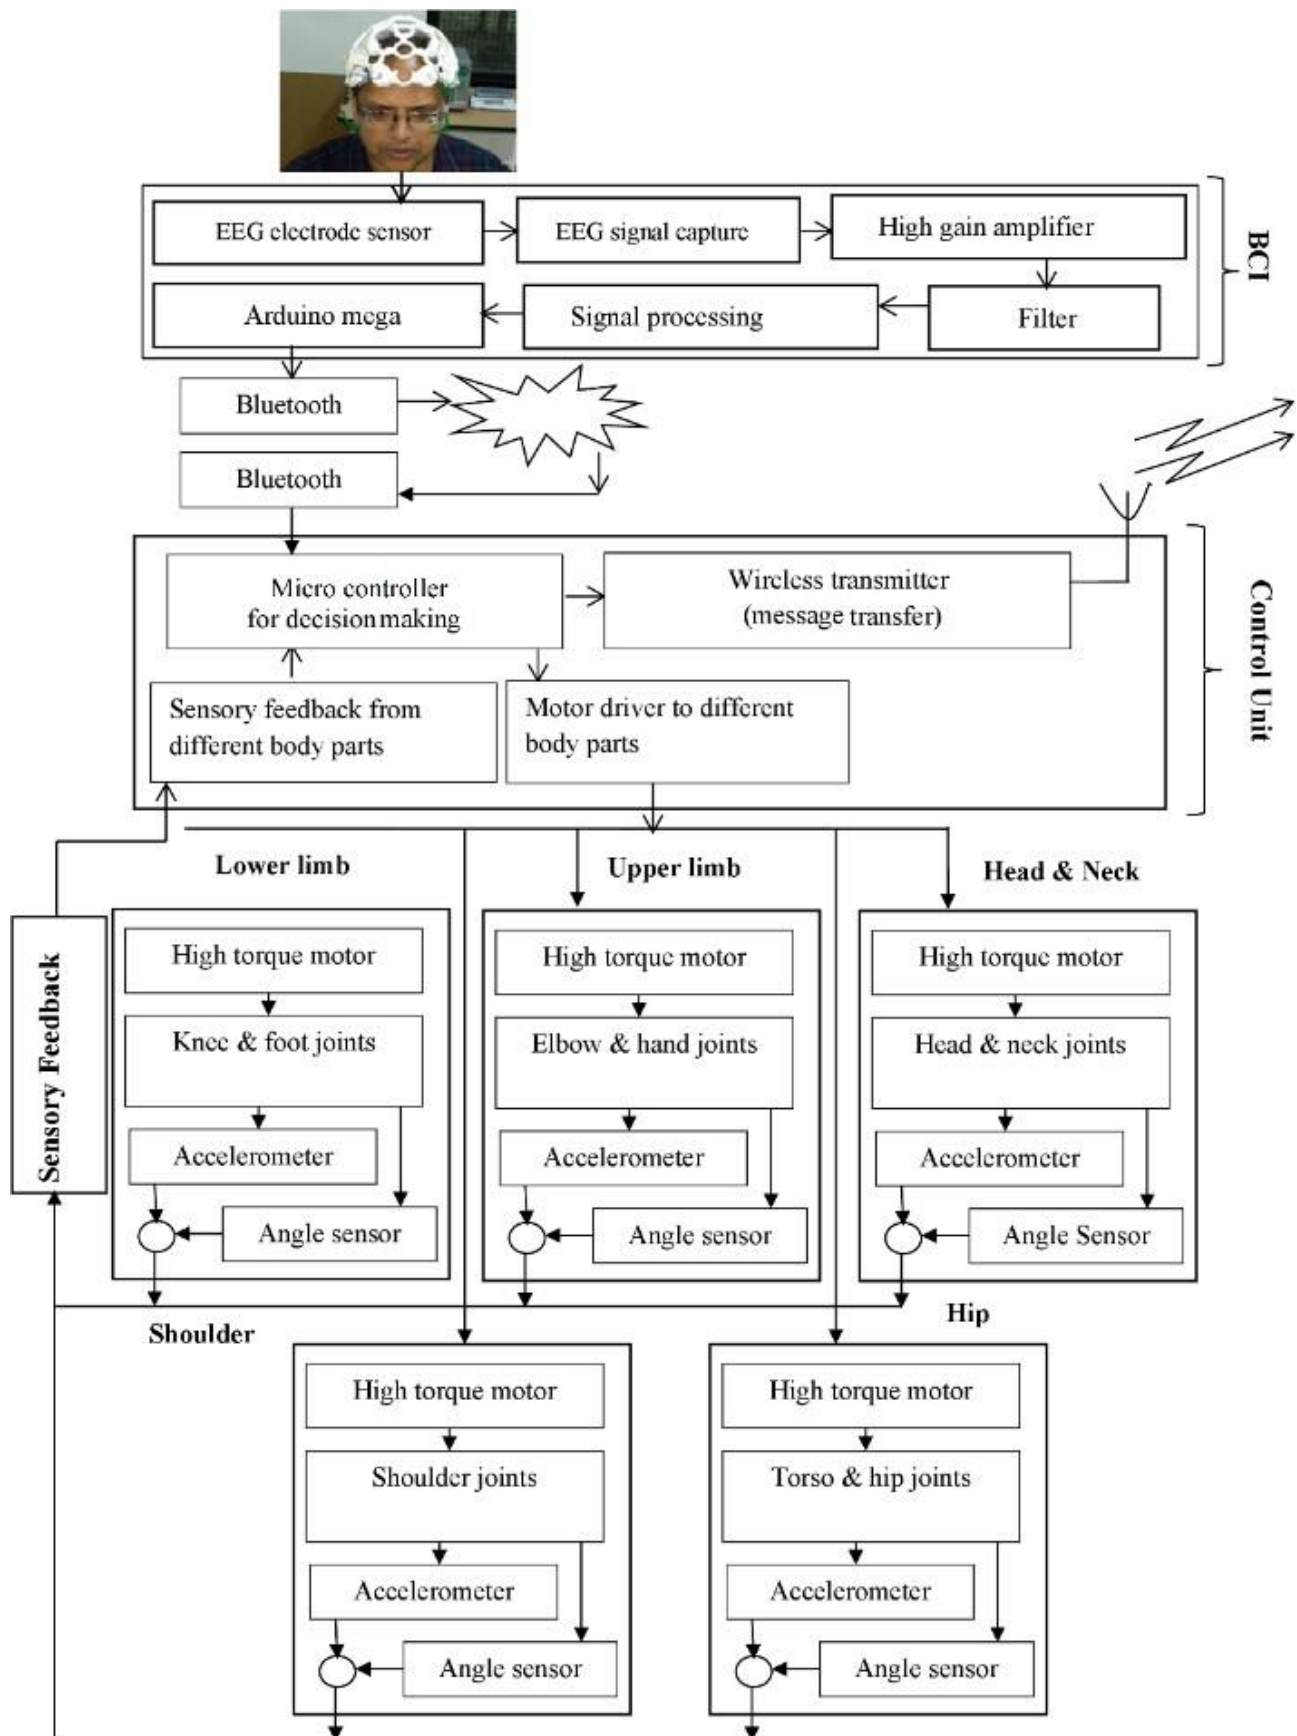 EEG electrode sensor
EEG signal capture
High gain amplifier
BCI
Arduino mega
Signal processing
Filter
Bluetooth
Bluetooth
Micro controller
for decision making
Wireless transmitter
(message transfer)
Control Unit
Sensory feedback from
different body parts
Motor driver to different
body parts
Lower limb
Upper limb
Head & Neck
Sensory Feedback
High torque motor
Knee & foot joints
Accelerometer
Angle sensor
High torque motor
Elbow & hand joints
Accelerometer
Angle sensor
High torque motor
Head & neck joints
Accelerometer
Angle Sensor
Shoulder
Hip
High torque motor
Shoulder joints
Accelerometer
Angle sensor
High torque motor
Torso & hip joints
Accelerometer
Angle sensor